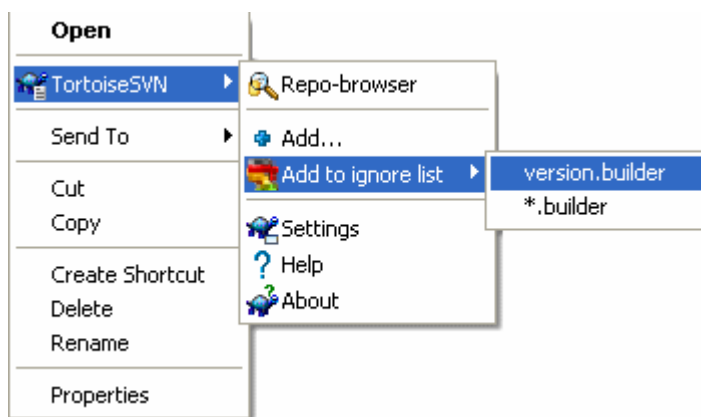 Open
TortoiseSVN
Send To
Cut
Copy
Create Shortcut
Delete
Rename
Properties
Repo-browser
Add...
Add to ignore list
Settings
Help
About
version.builder
*.builder